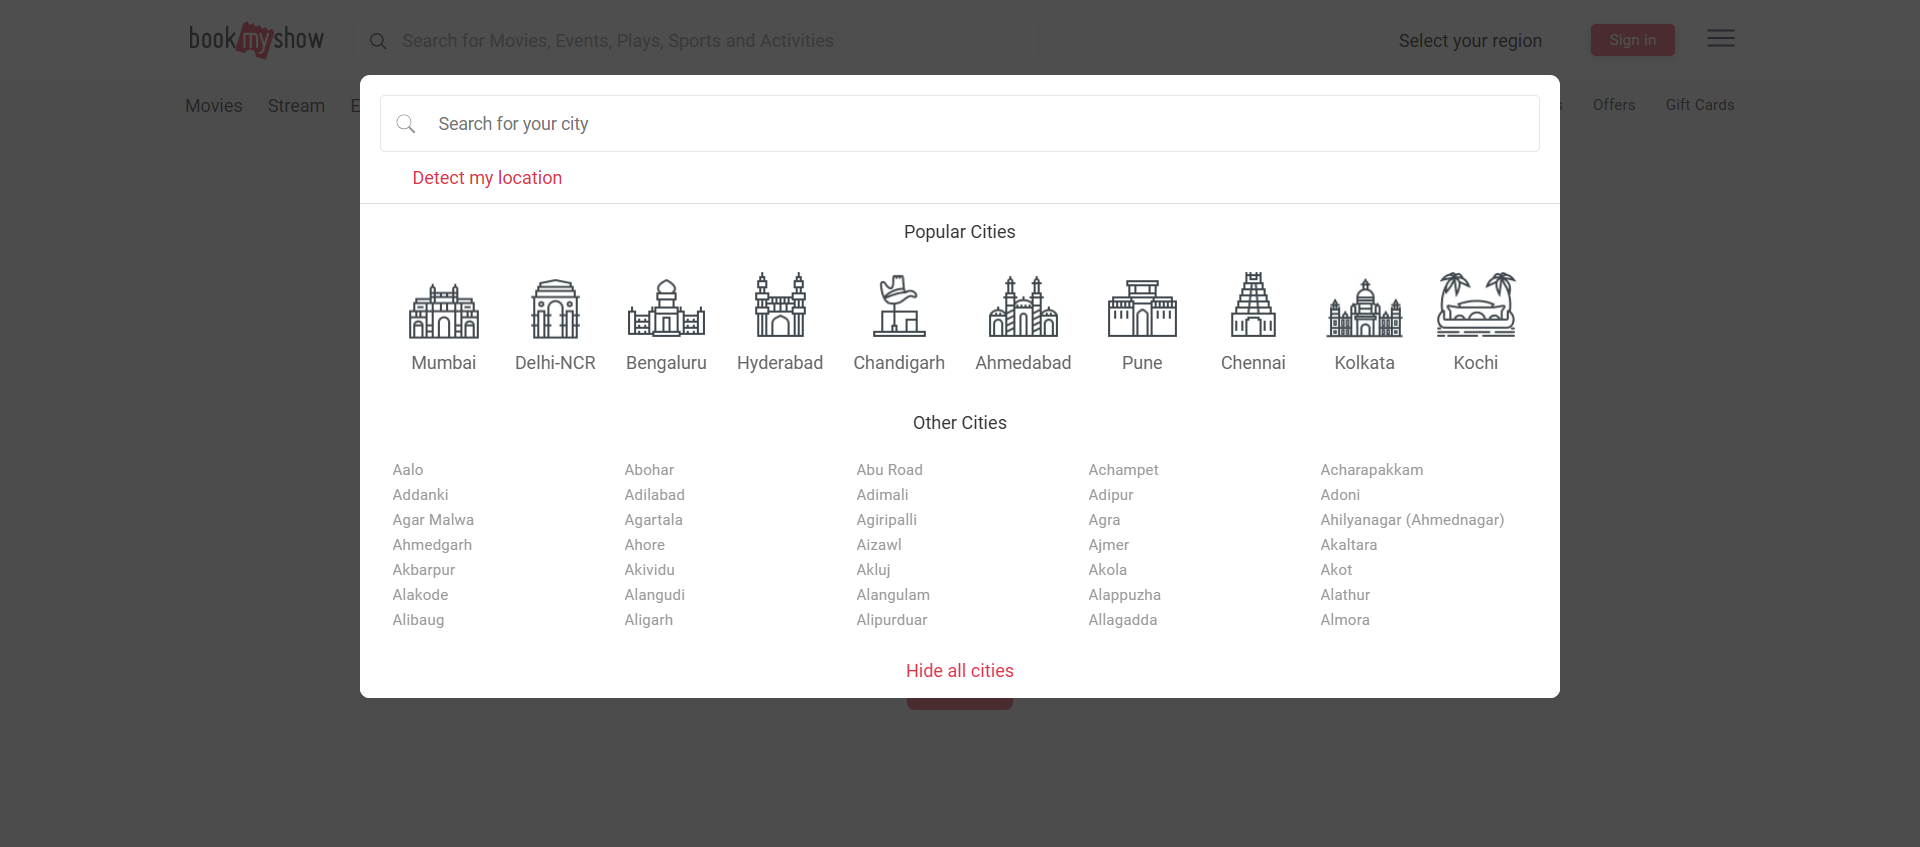 bookmyshow
Search for Movies, Events, Plays, Sports and Activities
Select your region
Sign in
Movies
Stream
Offers
Gift Cards
Search for your city
Detect my location
Popular Cities
Mumbai
Delhi-NCR
Bengaluru
Hyderabad
Chandigarh
Ahmedabad
Pune
Chennai
Kolkata
Kochi
Other Cities
Aalo
Abohar
Abu Road
Achampet
Acharapakkam
Addanki
Adilabad
Adimali
Adipur
Adoni
Agar Malwa
Agartala
Agiripalli
Agra
Ahilyanagar (Ahmednagar)
Ahmedgarh
Ahore
Aizawl
Ajmer
Akaltara
Akbarpur
Akividu
Akluj
Akola
Akot
Alakode
Alangudi
Alangulam
Alappuzha
Alathur
Alibaug
Aligarh
Alipurduar
Allagadda
Almora
Hide all cities